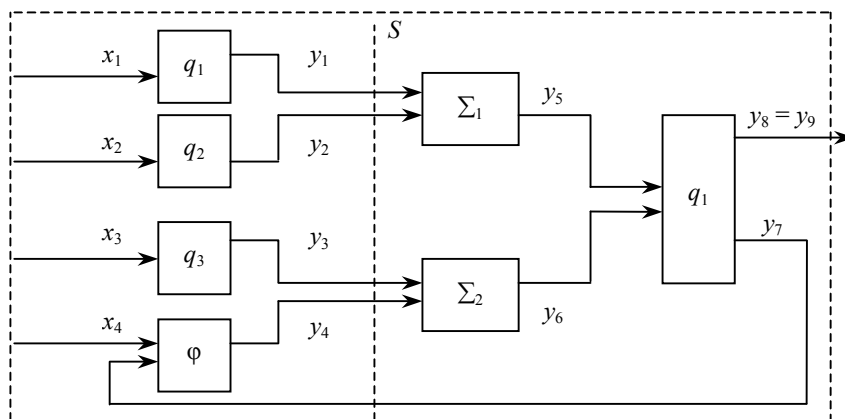 S
x₁
q₁
y₁
Σ₁
y₅
y₈ = y₉
x₂
q₂
y₂
q₁
x₃
q₃
y₃
y₇
Σ₂
x₄
φ
y₄
y₆